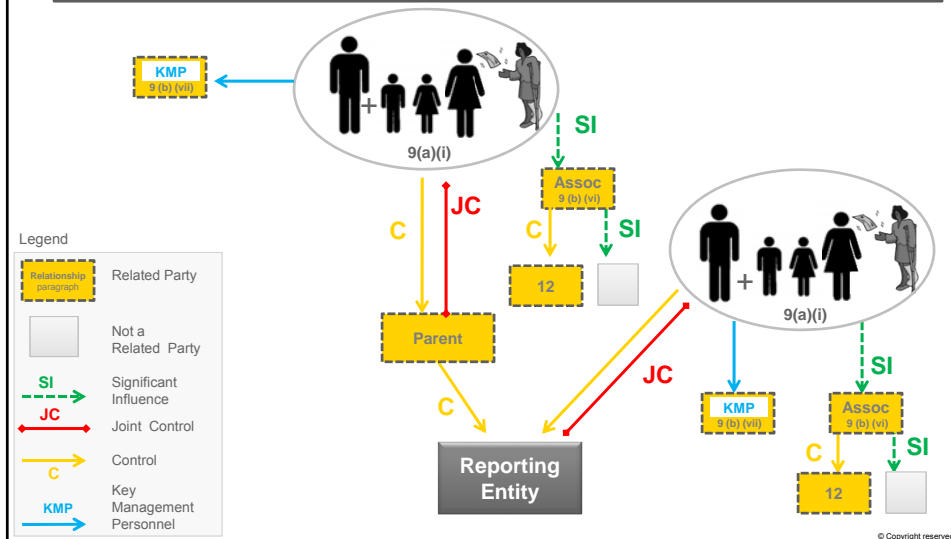 KMP
9 (b) (vii)
+
9(a)(i)
SI
Assoc
9 (b) (vi)
C
JC
C
SI
12
Parent
C
+
9(a)(i)
JC
C
SI
KMP
9 (b) (vii)
Assoc
9 (b) (vi)
C
SI
12
Reporting
Entity
Legend
Relationship
paragraph
Related Party
Not a
Related Party
SI
Significant
Influence
JC
Joint Control
C
Control
KMP
Key
Management
Personnel
© Copyright reserved